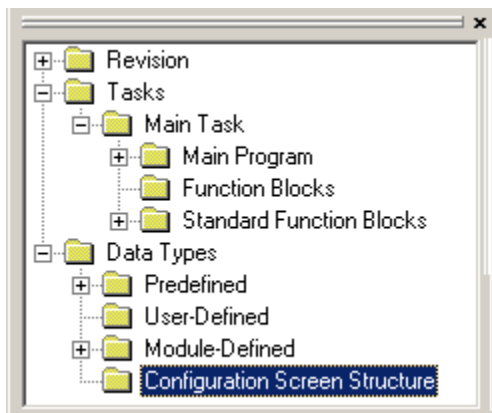 Revision
Tasks
Main Task
Main Program
Function Blocks
Standard Function Blocks
Data Types
Predefined
User-Defined
Module-Defined
Configuration Screen Structure